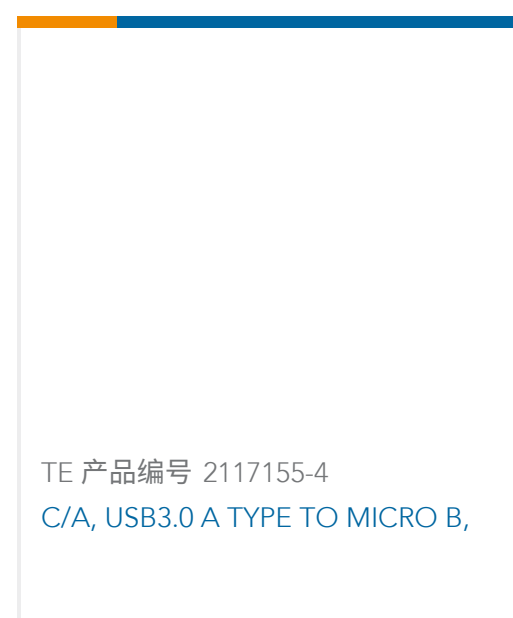 TE 产品编号 2117155-4
C/A, USB3.0 A TYPE TO MICRO B,